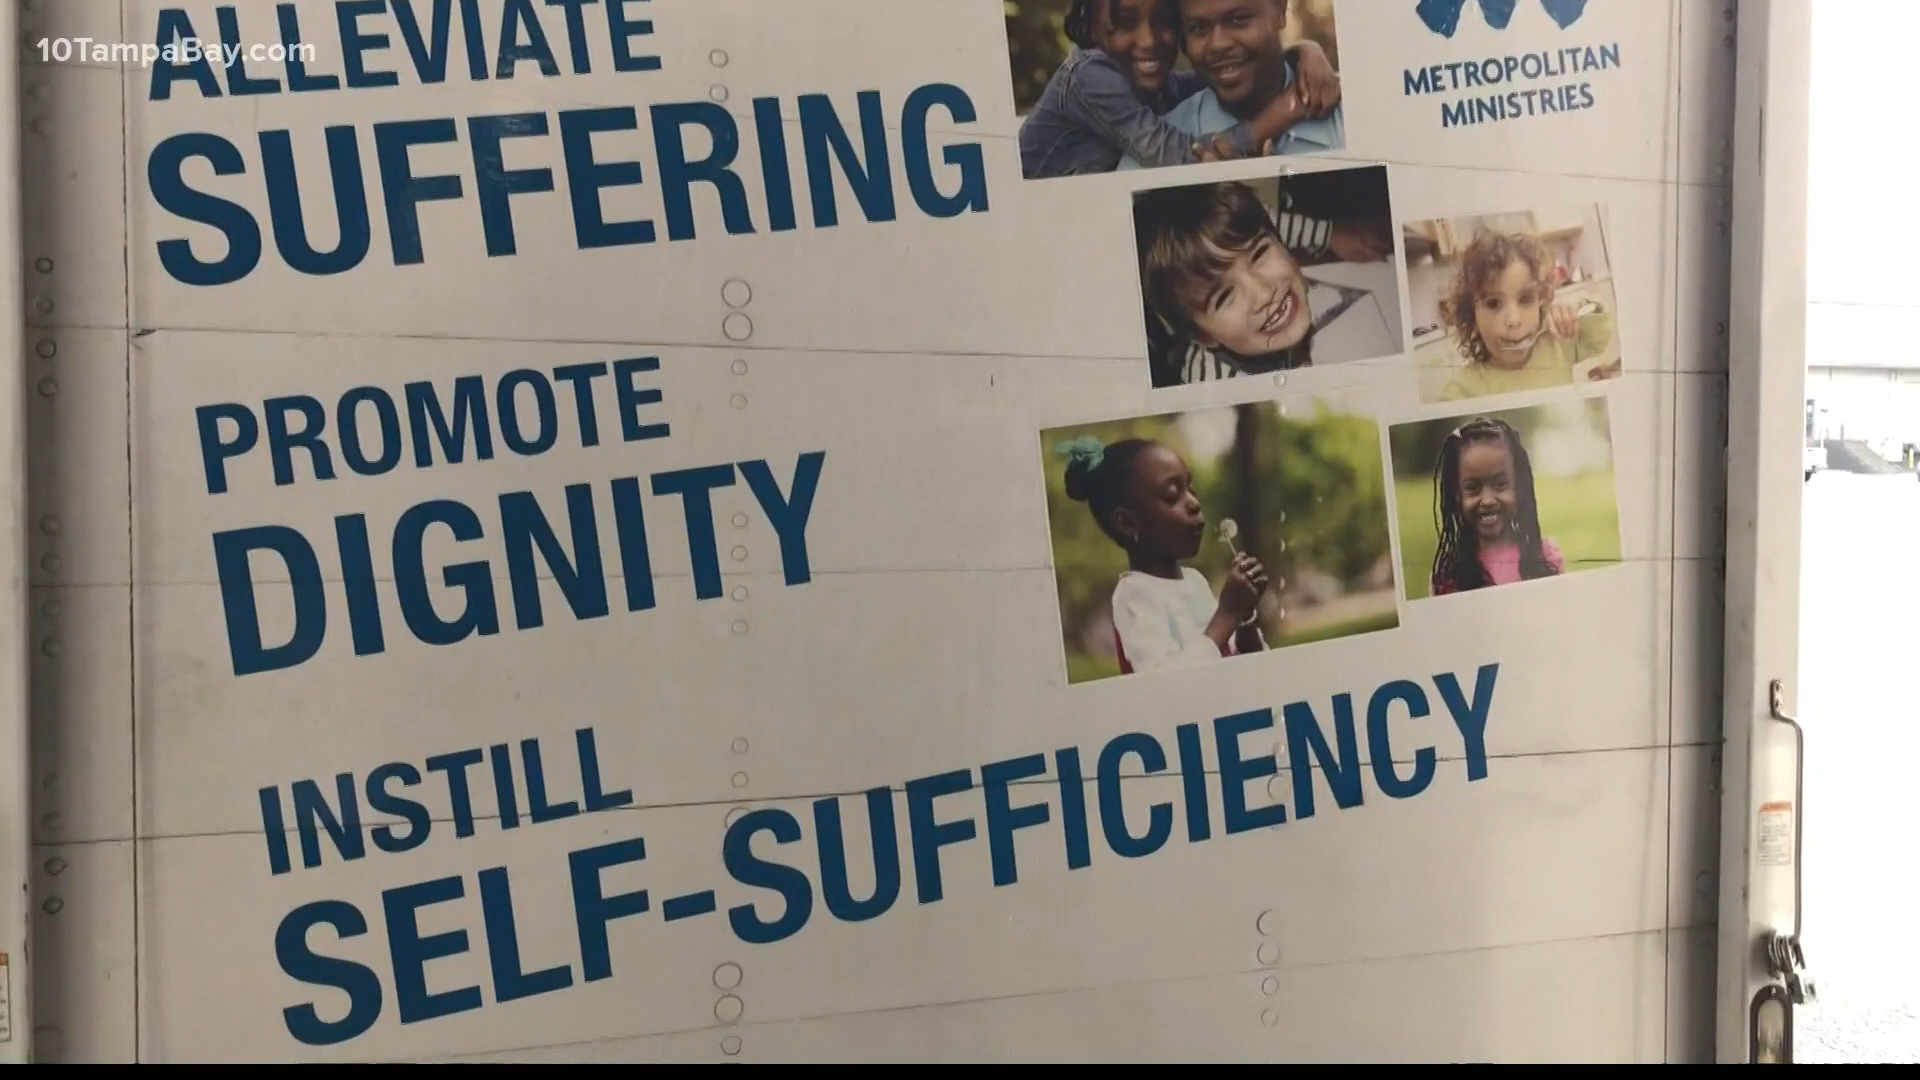 10TampaBay.com
ALLEVIATE
SUFFERING
METROPOLITAN
MINISTRIES
PROMOTE
DIGNITY
INSTILL
SELF-SUFFICIENCY